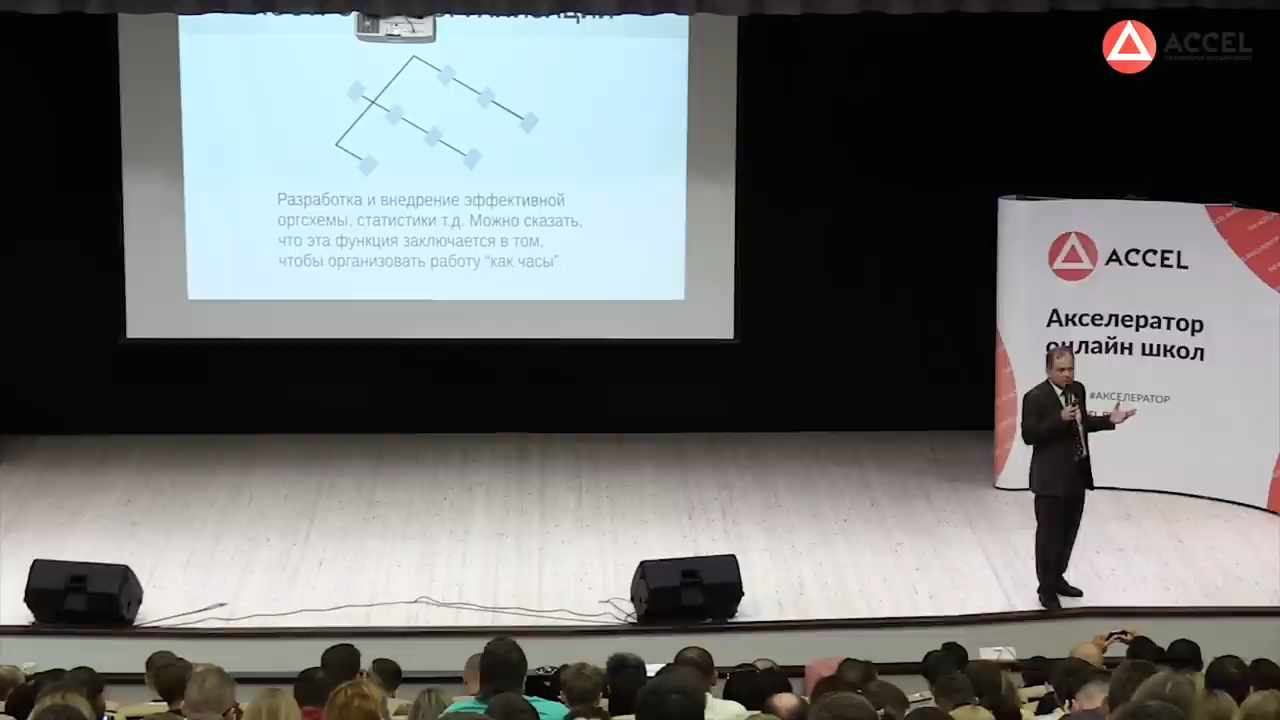 ACCEL
Разработка и внедрение эффективной
оргсхемы, статистики т.д. Можно сказать,
что эта функция заключается в том,
чтобы организовать работу “как часы”.
ACCEL
Акселератор
онлайн школ
#АКСЕЛЕРАТОР